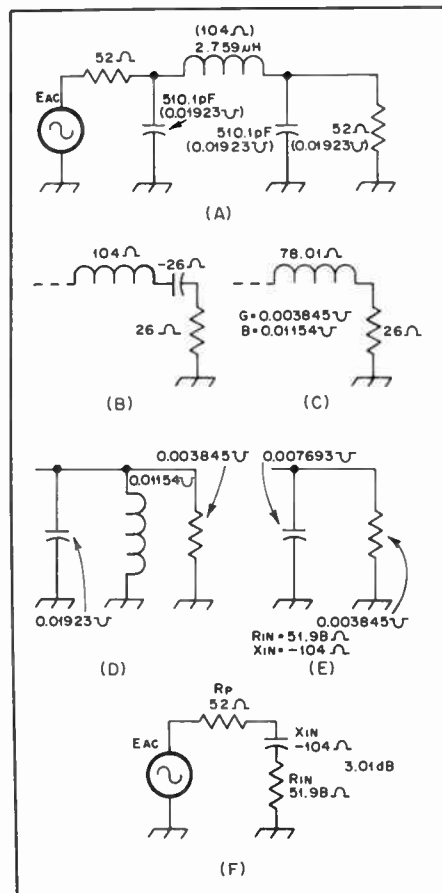 (104Ω)
2.759μH
52Ω
EAC
510.1pF
(0.01923℧)
510.1pF
(0.01923℧)
52Ω
(0.01923℧)
(A)
104Ω
-26Ω
26Ω
(B)
78.01Ω
G=0.003845℧
B=0.01154℧
26Ω
(C)
0.003845℧
0.01154℧
0.01923℧
(D)
0.007693℧
0.003845℧
RIN=51.98Ω
XIN=-104Ω
(E)
RP
52Ω
EAC
XIN
-104Ω
3.01dB
RIN
51.98Ω
(F)